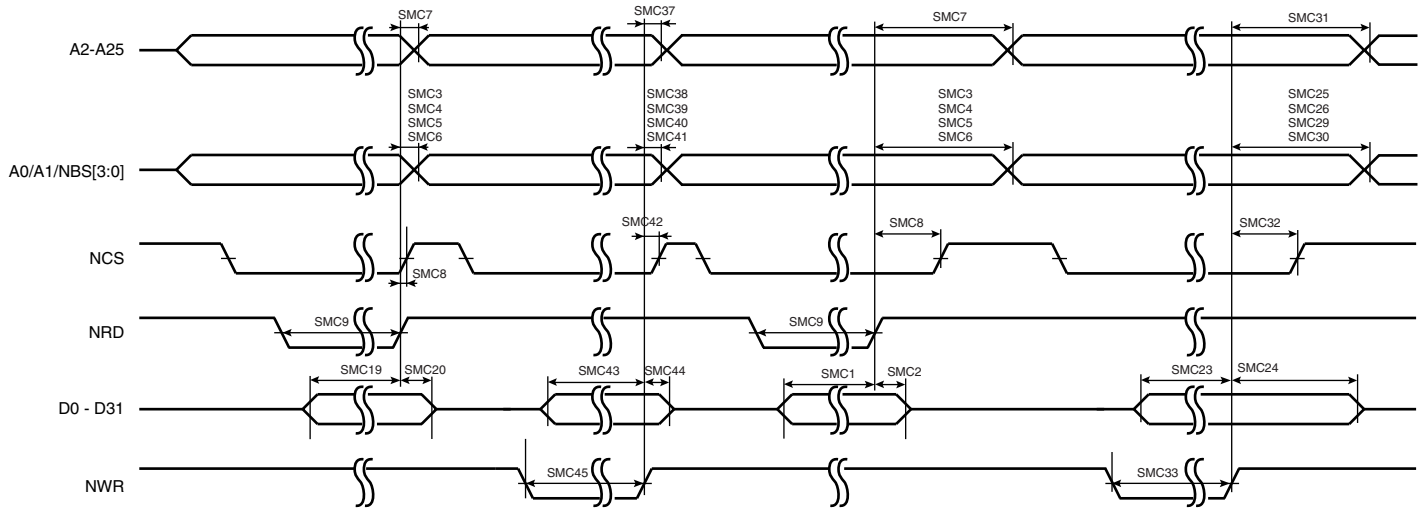 SMC7
SMC37
SMC7
SMC31
A2-A25
SMC3
SMC4
SMC5
SMC6
SMC38
SMC39
SMC40
SMC41
SMC3
SMC4
SMC5
SMC6
SMC25
SMC26
SMC29
SMC30
A0/A1/NBS[3:0]
SMC42
SMC8
SMC32
NCS
SMC8
NRD
SMC9
SMC9
SMC19
SMC20
SMC43
SMC44
SMC1
SMC2
SMC23
SMC24
D0 - D31
NWR
SMC45
SMC33